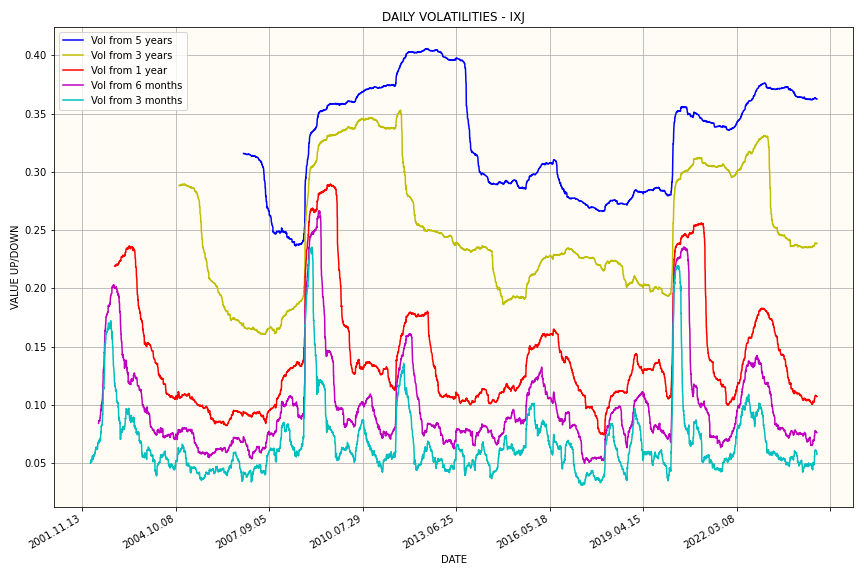 DAILY VOLATILITIES - IXJ
Vol from 5 years
Vol from 3 years
Vol from 1 year
Vol from 6 months
Vol from 3 months
VALUE UP/DOWN
0.40
0.35
0.30
0.25
0.20
0.15
0.10
0.05
2001.11.13
2004.10.08
2007.09.05
2010.07.29
2013.06.25
2016.05.18
2019.04.15
2022.03.08
DATE